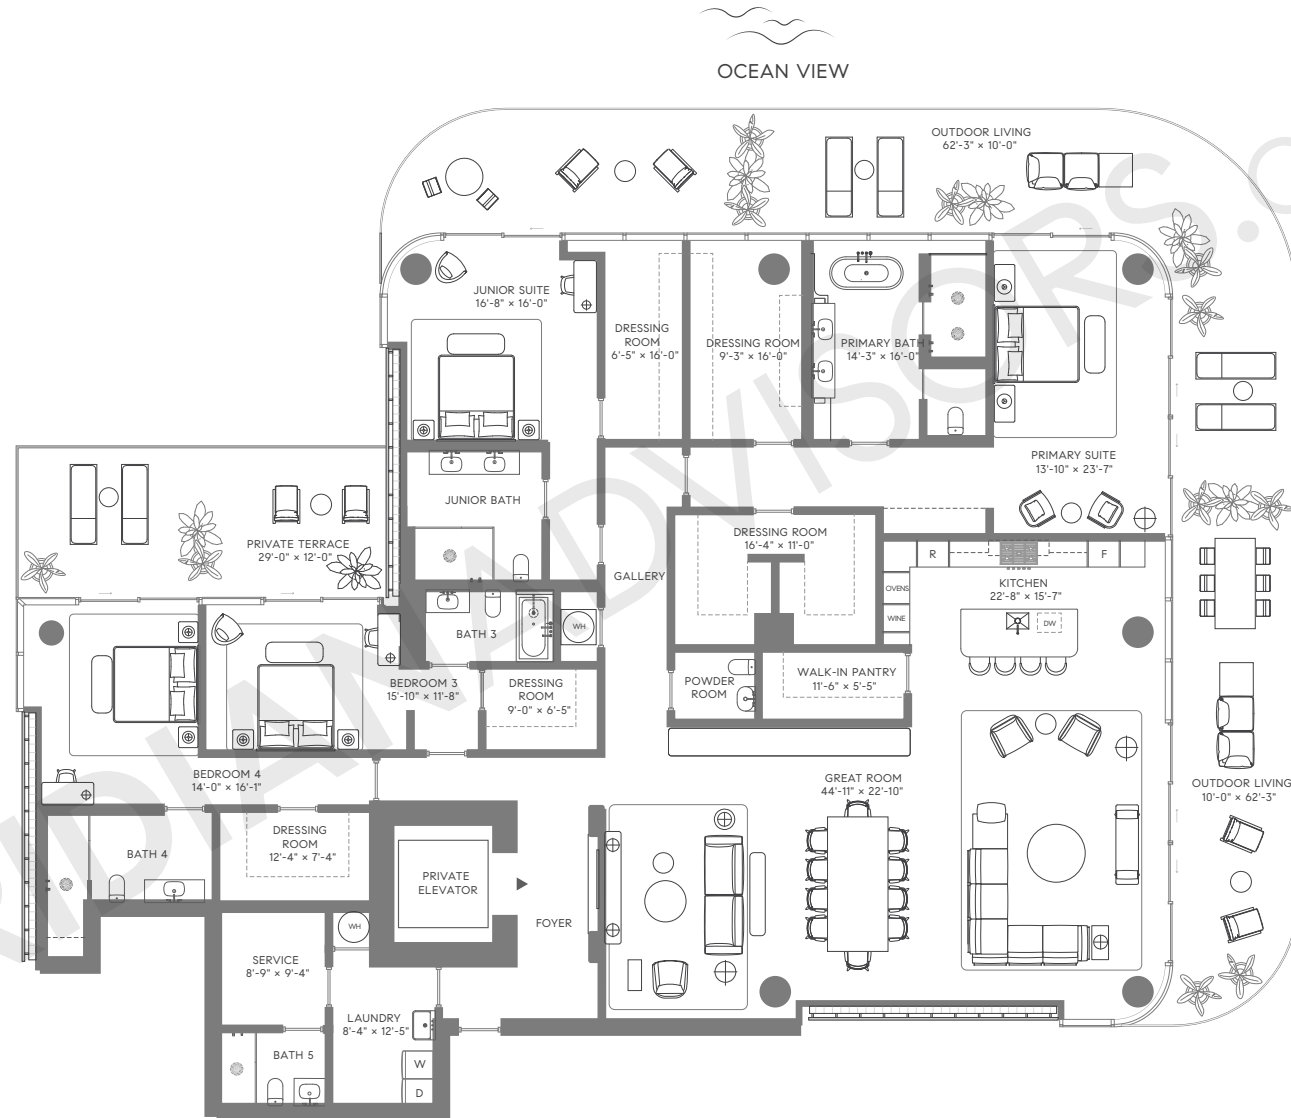 OCEAN VIEW
OUTDOOR LIVING
62'-3" × 10'-0"
JUNIOR SUITE
16'-8" × 16'-0"
DRESSING
ROOM
6'-5" × 16'-0"
DRESSING ROOM
9'-3" × 16'-0"
PRIMARY BATH
14'-3" × 16'-0"
PRIMARY SUITE
13'-10" × 23'-7"
JUNIOR BATH
PRIVATE TERRACE
29'-0" × 12'-0"
DRESSING ROOM
16'-4" × 11'-0"
GALLERY
R
F
OVENS
WINE
KITCHEN
22'-8" × 15'-7"
DW
BATH 3
WH
BEDROOM 3
15'-10" × 11'-8"
DRESSING
ROOM
9'-0" × 6'-5"
POWDER
ROOM
WALK-IN PANTRY
11'-6" × 5'-5"
BEDROOM 4
14'-0" × 16'-1"
GREAT ROOM
44'-11" × 22'-10"
OUTDOOR LIVING
10'-0" × 62'-3"
BATH 4
DRESSING
ROOM
12'-4" × 7'-4"
PRIVATE
ELEVATOR
FOYER
WH
SERVICE
8'-9" × 9'-4"
LAUNDRY
8'-4" × 12'-5"
BATH 5
W
D
RIDIANADVISORS.C